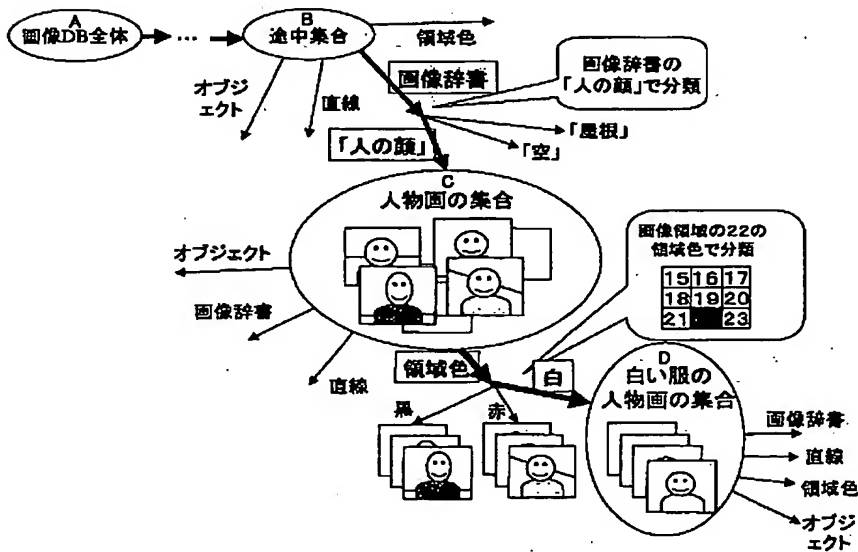 A
画像DB全体
…
B
途中集合
領域色
オブジ
ェクト
直線
画像辞書
画像辞書の
「人の顔」で分類
「屋根」
「空」
「人の顔」
C
人物画の集合
オブジェクト
画像辞書
直線
画像領域の22の
領域色で分類
15 16 17
18 19 20
21 23
領域色
白
黒
赤
D
白い服の
人物画の集合
画像辞書
直線
領域色
オブジ
ェクト